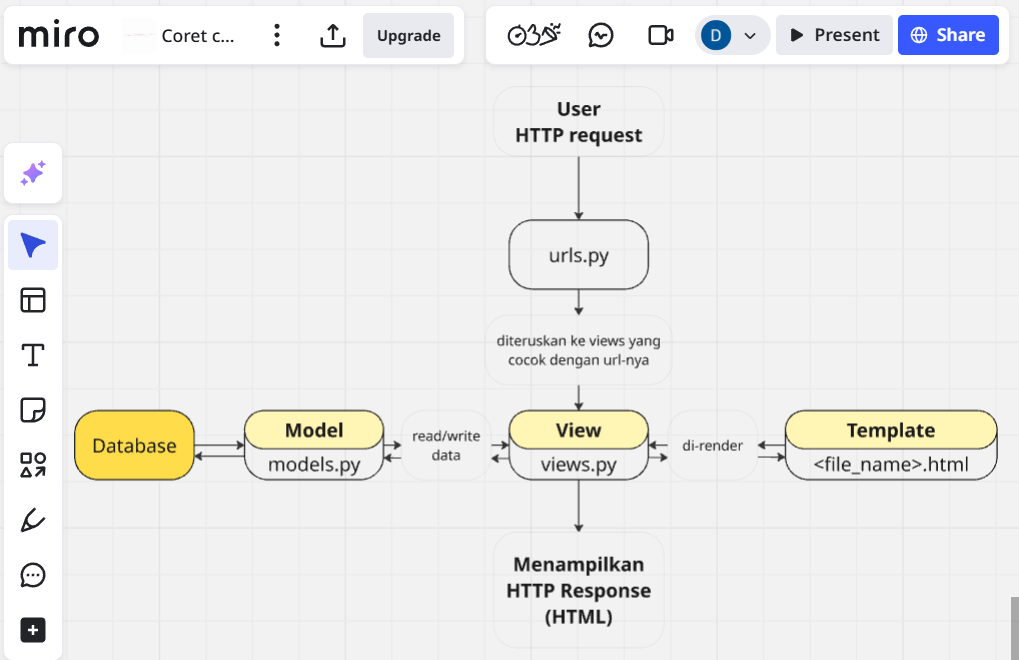 miro
Coret c...
Upgrade
D
Present
Share
User
HTTP request
urls.py
diteruskan ke views yang
cocok dengan url-nya
Database
Model
models.py
read/write
data
View
views.py
di-render
Template
<file_name>.html
Menampilkan
HTTP Response
(HTML)